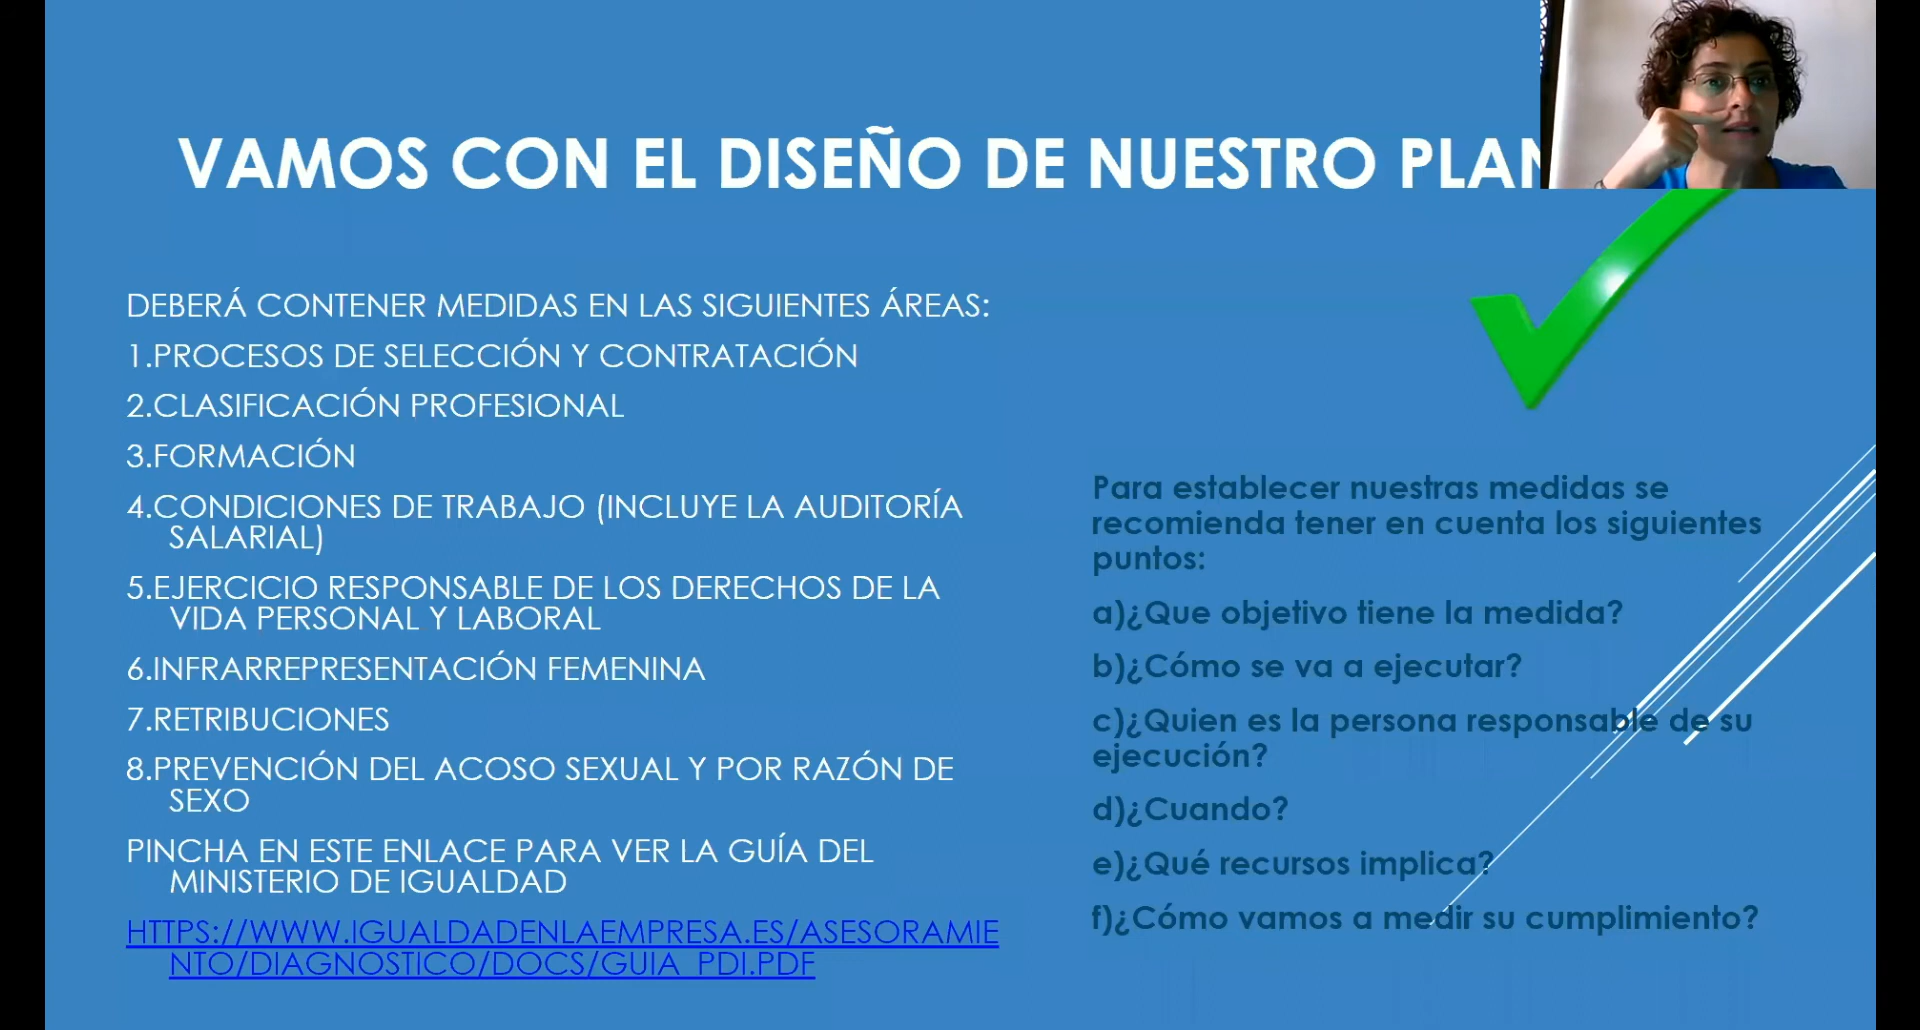 VAMOS CON EL DISEÑO DE NUESTRO PLAN
DEBERÁ CONTENER MEDIDAS EN LAS SIGUIENTES ÁREAS:
1.PROCESOS DE SELECCIÓN Y CONTRATACIÓN
2.CLASIFICACIÓN PROFESIONAL
3.FORMACIÓN
4.CONDICIONES DE TRABAJO (INCLUYE LA AUDITORÍA
SALARIAL)
5.EJERCICIO RESPONSABLE DE LOS DERECHOS DE LA
VIDA PERSONAL Y LABORAL
6.INFRARREPRESENTACIÓN FEMENINA
7.RETRIBUCIONES
8.PREVENCIÓN DEL ACOSO SEXUAL Y POR RAZÓN DE
SEXO
PINCHA EN ESTE ENLACE PARA VER LA GUÍA DEL
MINISTERIO DE IGUALDAD
HTTPS://WWW.IGUALDADENLAEMPRESA.ES/ASESORAMIE
NTO/DIAGNOSTICO/DOCS/GUIA_PDI.PDF
Para establecer nuestras medidas se
recomienda tener en cuenta los siguientes
puntos:
a)¿Que objetivo tiene la medida?
b)¿Cómo se va a ejecutar?
c)¿Quien es la persona responsable de su
ejecución?
d)¿Cuando?
e)¿Qué recursos implica?
f)¿Cómo vamos a medir su cumplimiento?